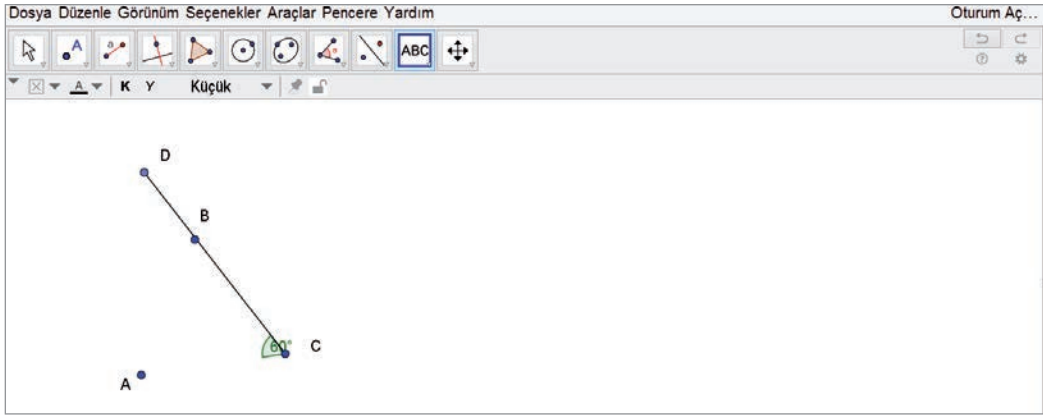 Dosya Düzenle Görünüm Seçenekler Araçlar Pencere Yardım Oturum Aç...
A a ABC
A K Y Küçük
D
B
60° C
A